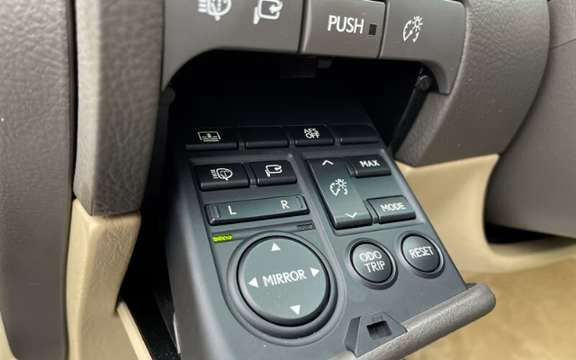 PUSH
AFS
OFF
MAX
L R
MODE
ODO
TRIP
RESET
MIRROR